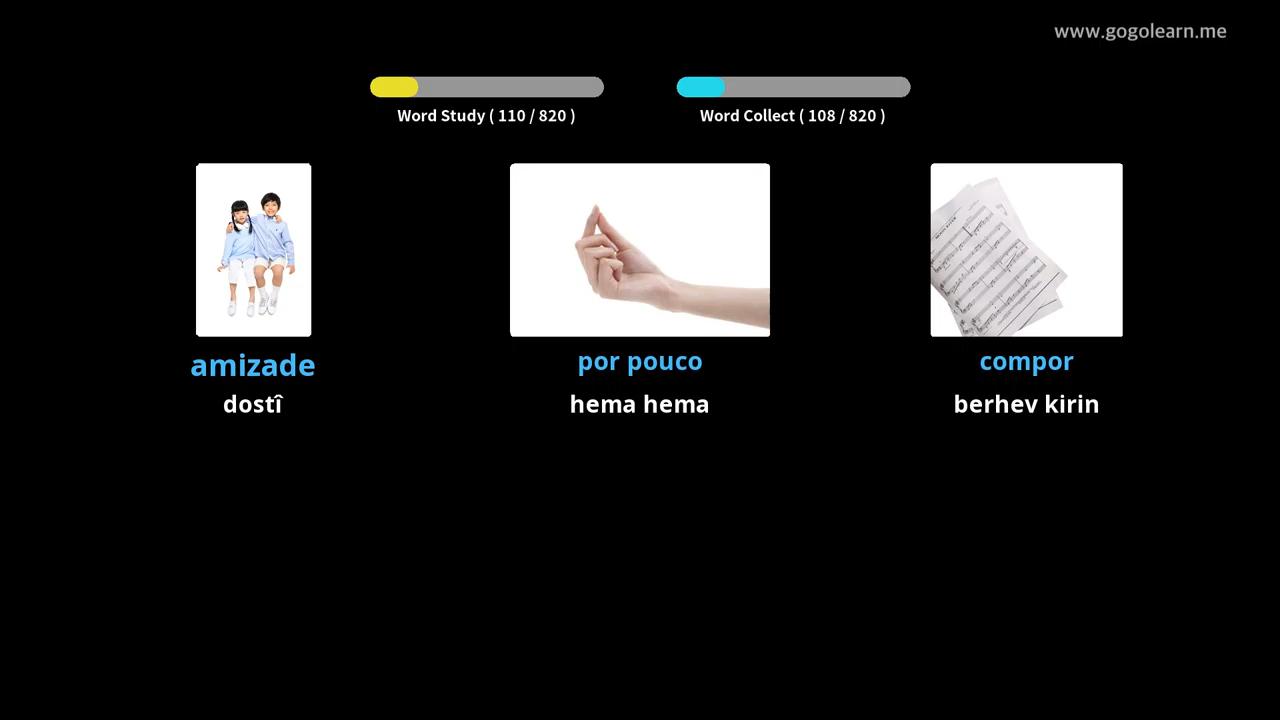 www.gogolearn.me
Word Study ( 110 / 820 )
Word Collect ( 108 / 820 )
amizade
por pouco
compor
dostî
hema hema
berhev kirin